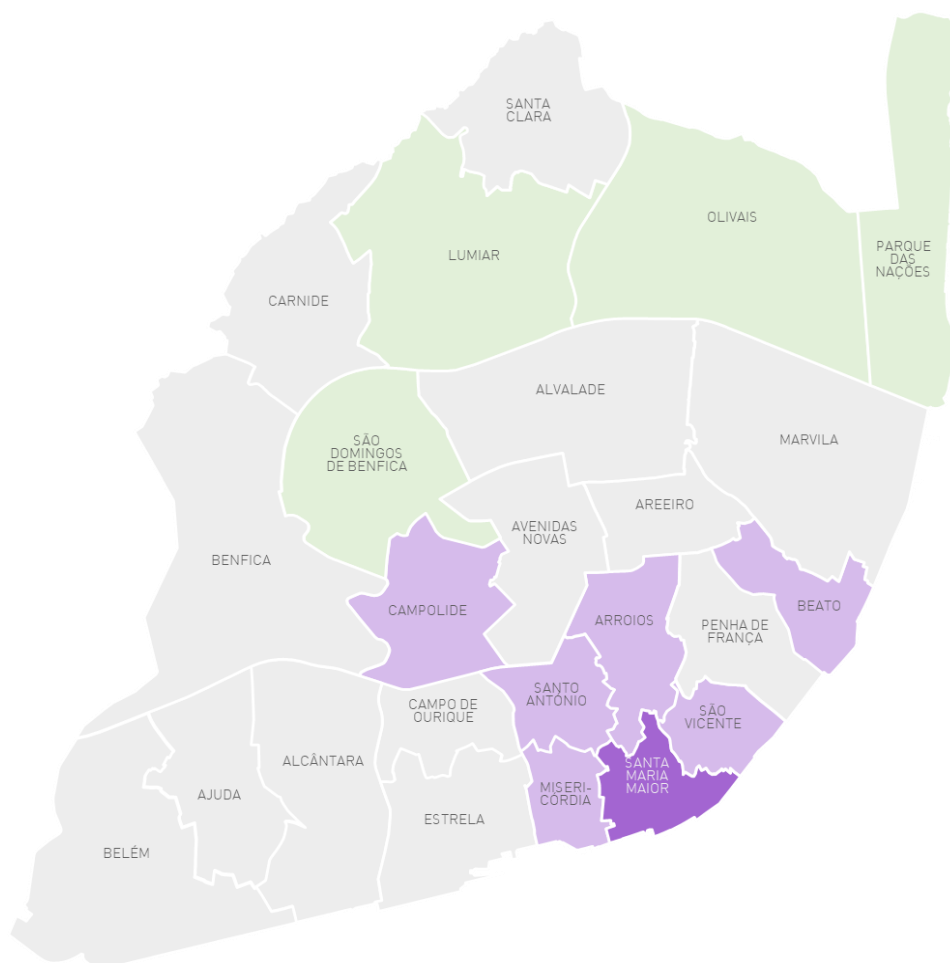 SANTA
CLARA
OLIVAIS
PARQUE
DAS
NAÇÕES
LUMIAR
CARNIDE
ALVALADE
MARVILA
SÃO
DOMINGOS
DE BENFICA
AREEIRO
AVENIDAS
NOVAS
BENFICA
CAMPOLIDE
ARROIOS
BEATO
PENHA DE
FRANÇA
SANTO
ANTÓNIO
CAMPO DE
OURIQUE
SÃO
VICENTE
ALCÂNTARA
SANTA
MARIA
MAIOR
MISERI-
CÓRDIA
AJUDA
ESTRELA
BELÉM